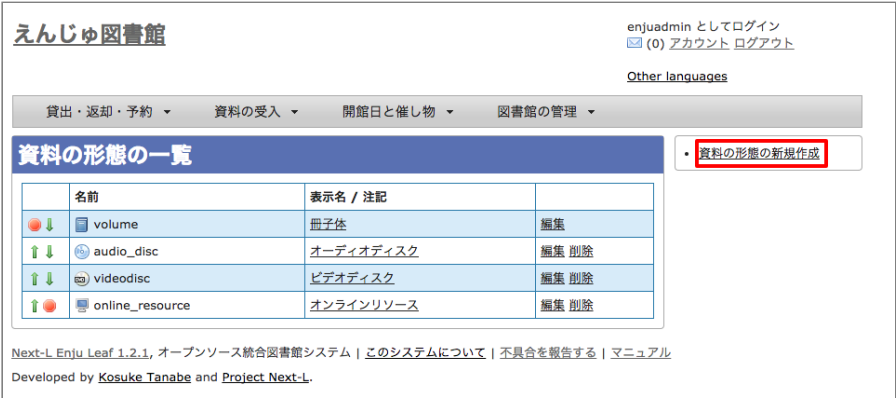 えんじゅ図書館
enjuadmin としてログイン
(0) アカウント ログアウト
Other languages
貸出・返却・予約 資料の受入 開館日と催し物 図書館の管理
資料の形態の一覧
• 資料の形態の新規作成
名前 表示名 / 注記
volume 冊子体 編集
audio_disc オーディオディスク 編集 削除
videodisc ビデオディスク 編集 削除
online_resource オンラインリソース 編集 削除
Next-L Enju Leaf 1.2.1, オープンソース統合図書館システム | このシステムについて | 不具合を報告する | マニュアル
Developed by Kosuke Tanabe and Project Next-L.